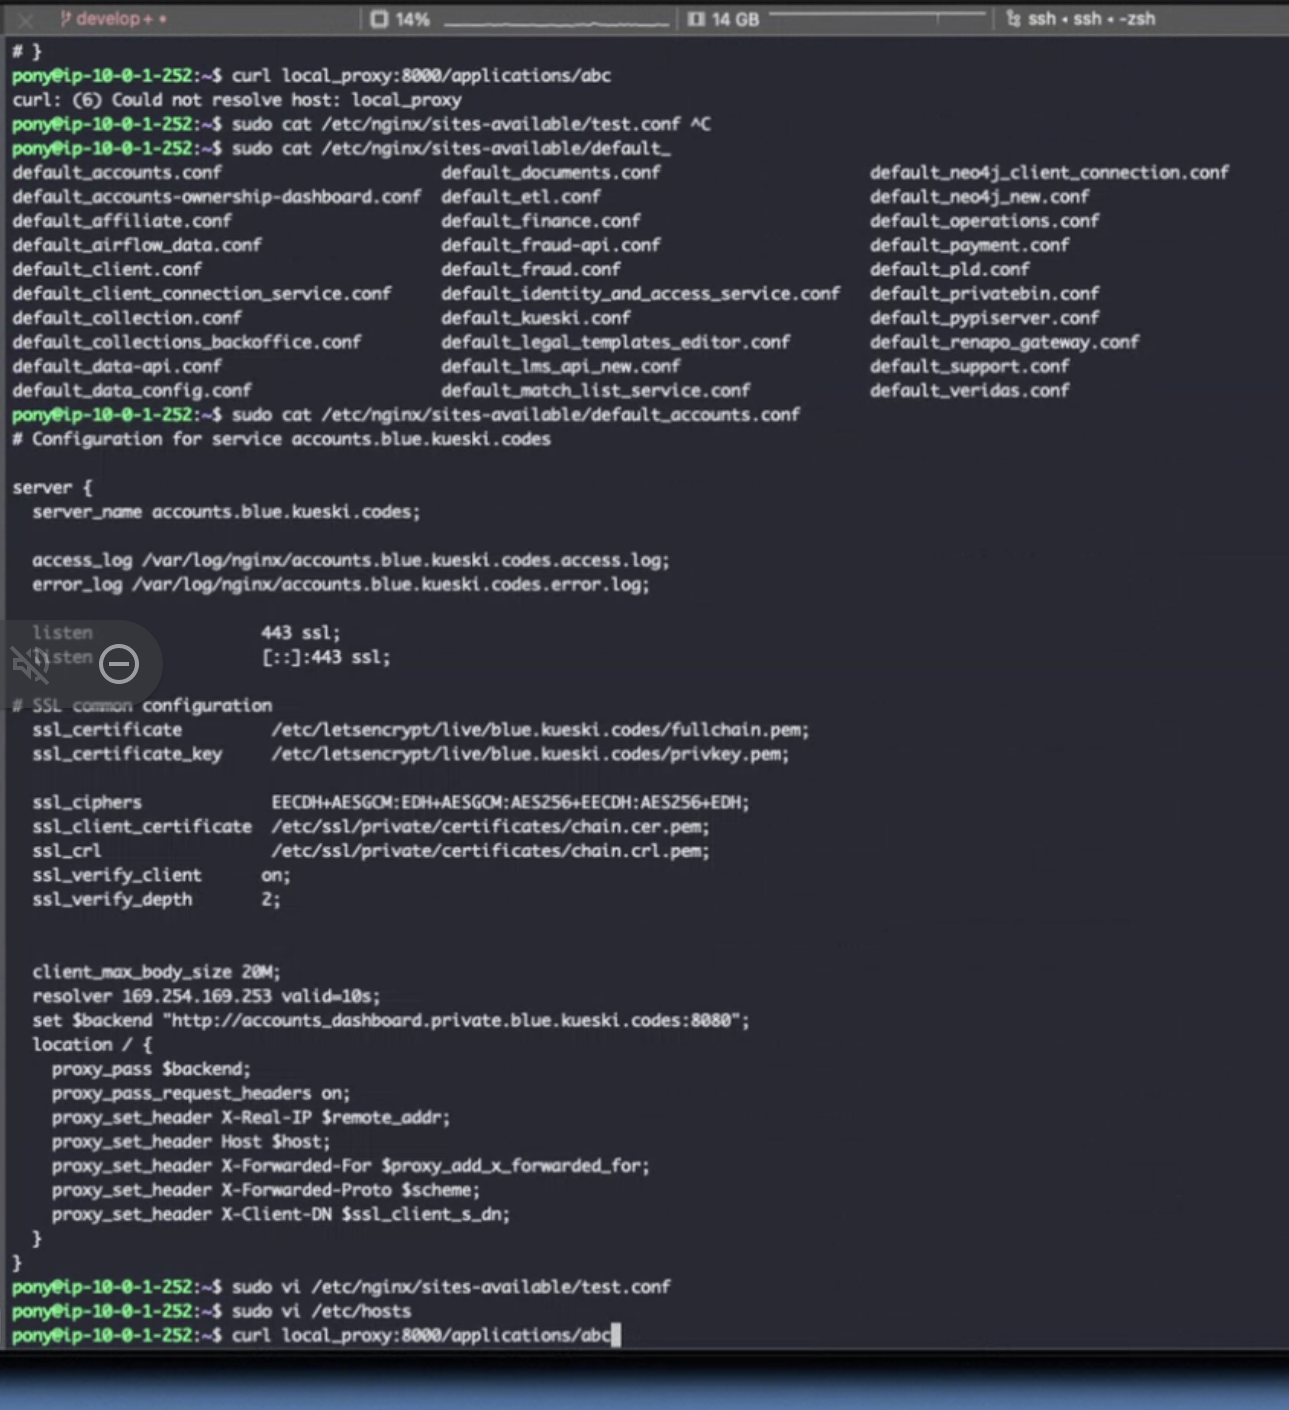 develop+ •
14%
14 GB
ssh • ssh • -zsh
# }
pony@ip-10-0-1-252:~$ curl local_proxy:8000/applications/abc
curl: (6) Could not resolve host: local_proxy
pony@ip-10-0-1-252:~$ sudo cat /etc/nginx/sites-available/test.conf ^C
pony@ip-10-0-1-252:~$ sudo cat /etc/nginx/sites-available/default_
default_accounts.conf default_documents.conf default_neo4j_client_connection.conf
default_accounts-ownership-dashboard.conf default_etl.conf default_neo4j_new.conf
default_affiliate.conf default_finance.conf default_operations.conf
default_airflow_data.conf default_fraud-api.conf default_payment.conf
default_client.conf default_fraud.conf default_pld.conf
default_client_connection_service.conf default_identity_and_access_service.conf default_privatebin.conf
default_collection.conf default_kueski.conf default_pypiserver.conf
default_collections_backoffice.conf default_legal_templates_editor.conf default_renapo_gateway.conf
default_data-api.conf default_lms_api_new.conf default_support.conf
default_data_config.conf default_match_list_service.conf default_veridas.conf
pony@ip-10-0-1-252:~$ sudo cat /etc/nginx/sites-available/default_accounts.conf
# Configuration for service accounts.blue.kueski.codes
server {
server_name accounts.blue.kueski.codes;
access_log /var/log/nginx/accounts.blue.kueski.codes.access.log;
error_log /var/log/nginx/accounts.blue.kueski.codes.error.log;
listen 443 ssl;
listen [::]:443 ssl;
# SSL common configuration
ssl_certificate /etc/letsencrypt/live/blue.kueski.codes/fullchain.pem;
ssl_certificate_key /etc/letsencrypt/live/blue.kueski.codes/privkey.pem;
ssl_ciphers EECDH+AESGCM:EDH+AESGCM:AES256+EECDH:AES256+EDH;
ssl_client_certificate /etc/ssl/private/certificates/chain.cer.pem;
ssl_crl /etc/ssl/private/certificates/chain.crl.pem;
ssl_verify_client on;
ssl_verify_depth 2;
client_max_body_size 20M;
resolver 169.254.169.253 valid=10s;
set $backend "http://accounts_dashboard.private.blue.kueski.codes:8080";
location / {
proxy_pass $backend;
proxy_pass_request_headers on;
proxy_set_header X-Real-IP $remote_addr;
proxy_set_header Host $host;
proxy_set_header X-Forwarded-For $proxy_add_x_forwarded_for;
proxy_set_header X-Forwarded-Proto $scheme;
proxy_set_header X-Client-DN $ssl_client_s_dn;
}
}
pony@ip-10-0-1-252:~$ sudo vi /etc/nginx/sites-available/test.conf
pony@ip-10-0-1-252:~$ sudo vi /etc/hosts
pony@ip-10-0-1-252:~$ curl local_proxy:8000/applications/abc